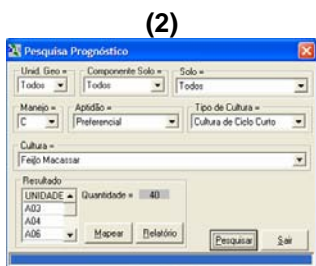 (2)
Pesquisa Prognóstico
Unid. Geo = Componente Solo = Solo =
Todos Todos Todos
Manejo = Aptidão = Tipo de Cultura =
C Preferencial Cultura de Ciclo Curto
Cultura =
Feijo Macassar
Resultado
UNIDADE Quantidade = 40
A03
A04
A06 Mapear Relatório Pesquisar Sair